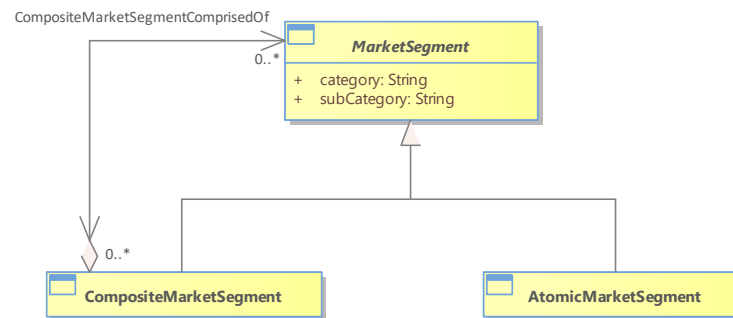 CompositeMarketSegmentComprisedOf
MarketSegment
0..*
+ category: String
+ subCategory: String
0..*
CompositeMarketSegment
AtomicMarketSegment